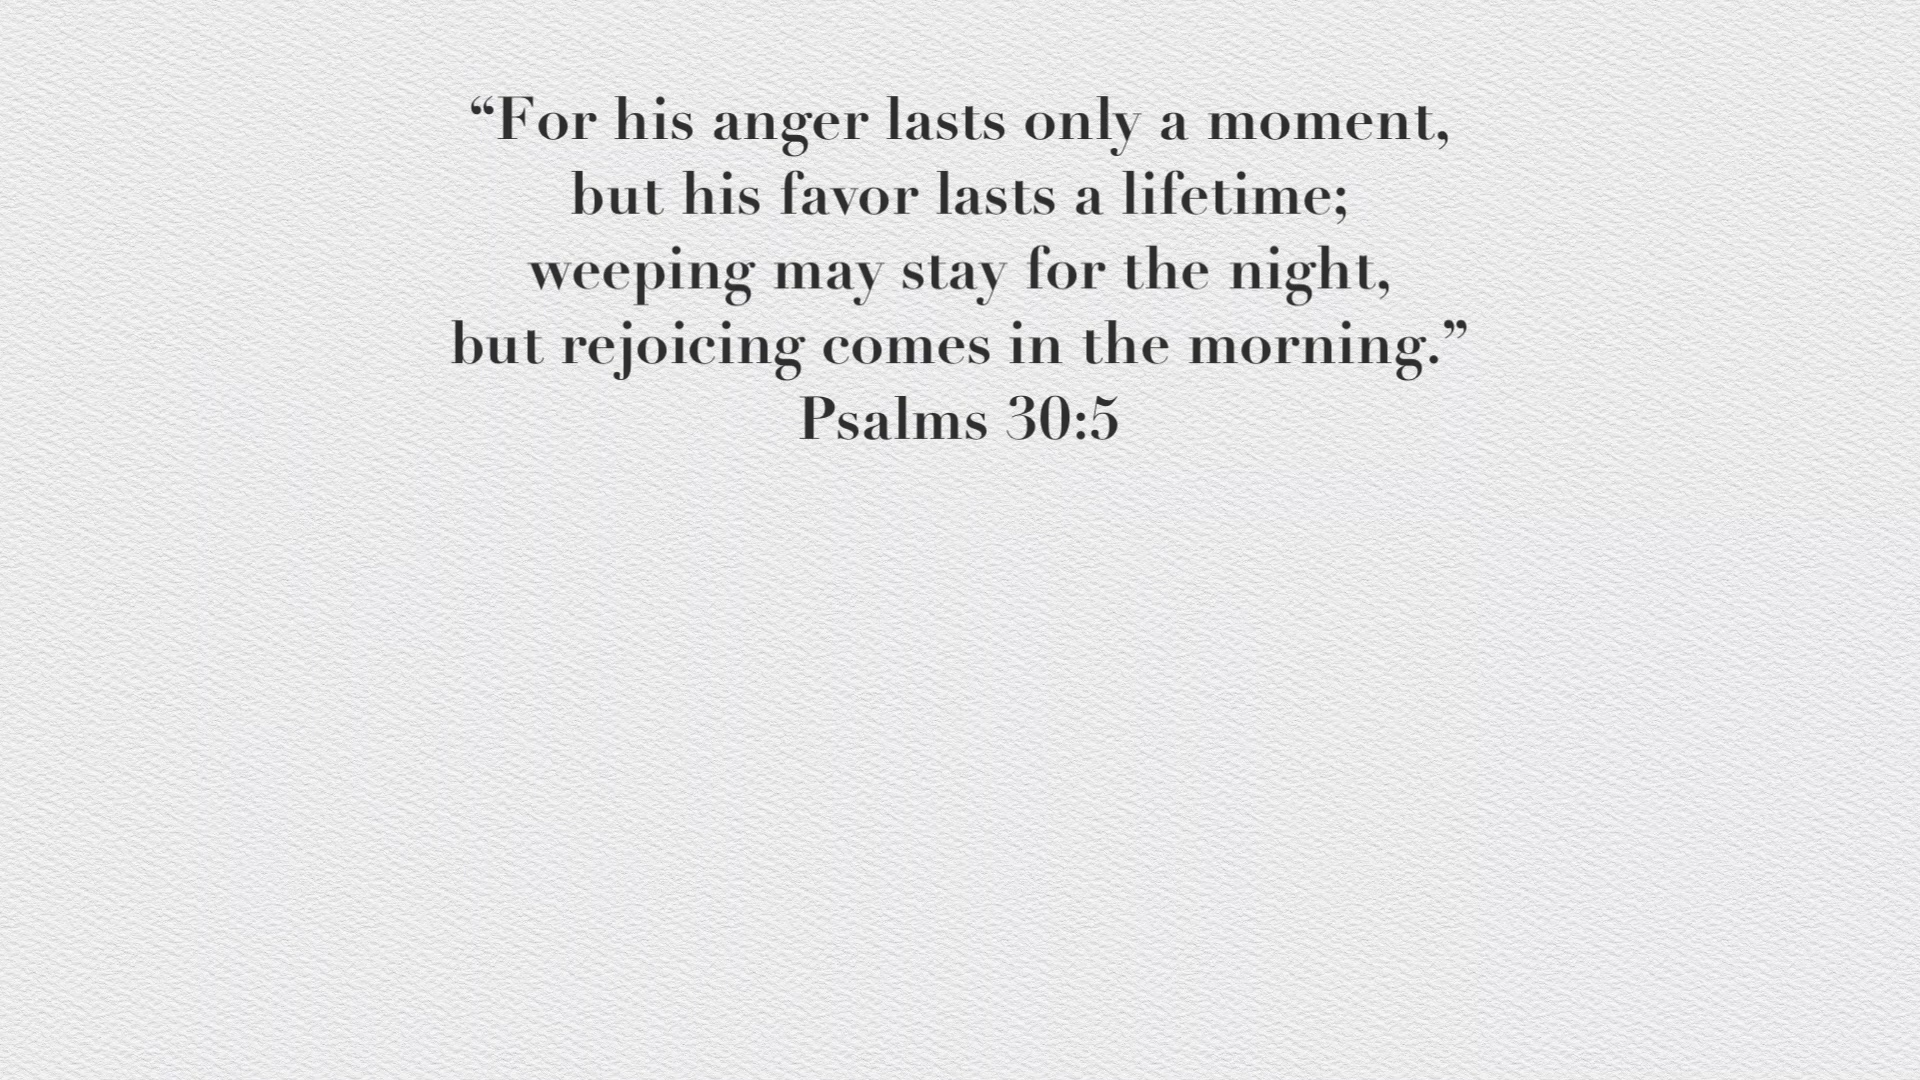 “For his anger lasts only a moment,
but his favor lasts a lifetime;
weeping may stay for the night,
but rejoicing comes in the morning.”
Psalms 30:5